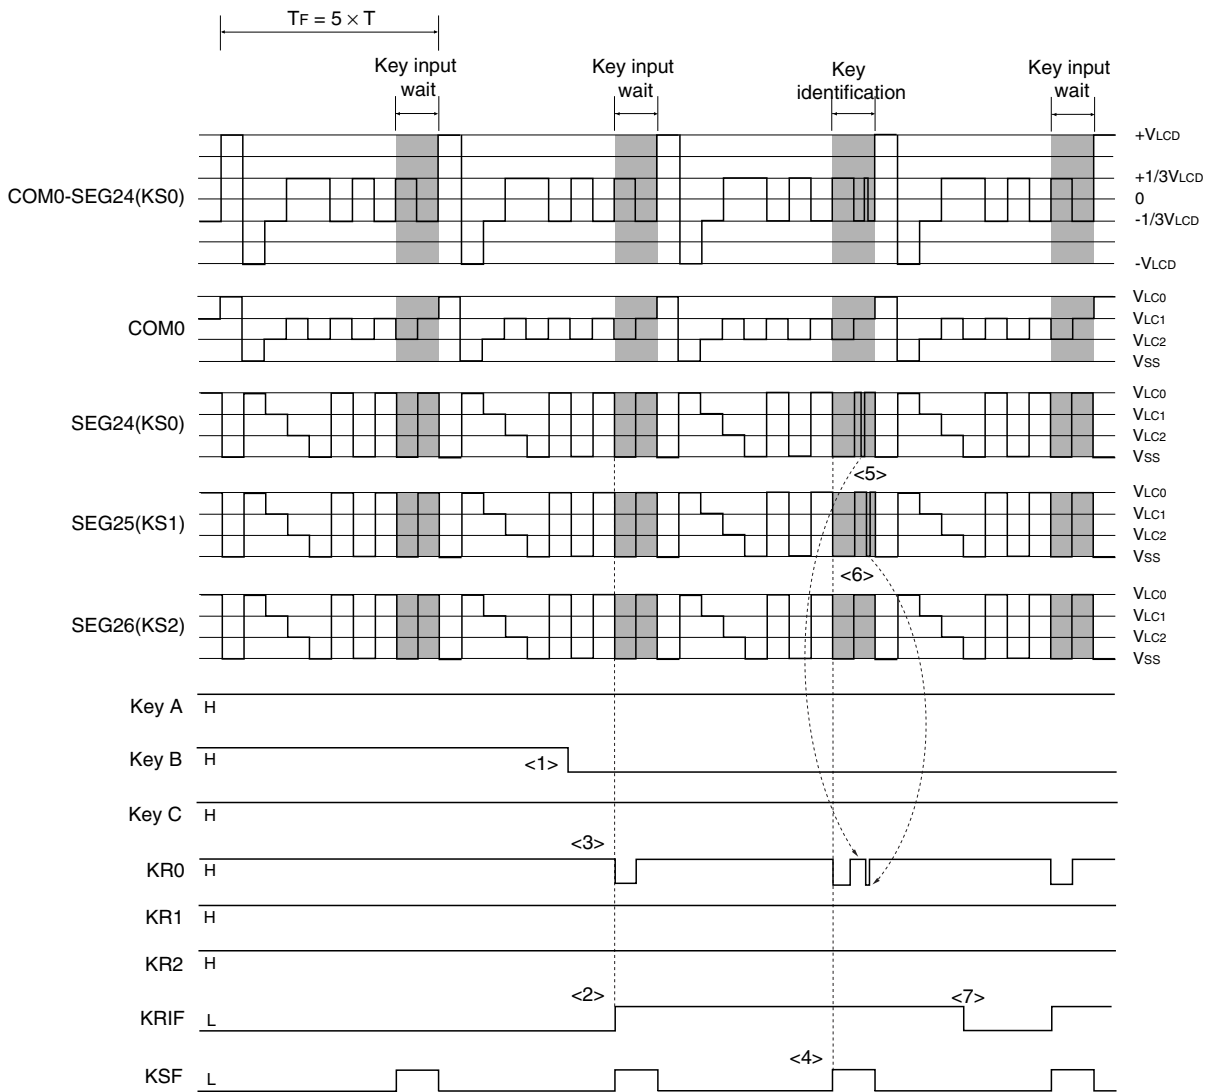 TF = 5 × T
Key input wait
Key input wait
Key identification
Key input wait
COM0-SEG24(KS0)
+VLCD
+1/3VLCD
0
-1/3VLCD
-VLCD
COM0
VLC0
VLC1
VLC2
VSS
SEG24(KS0)
VLC0
VLC1
VLC2
VSS
<5>
SEG25(KS1)
VLC0
VLC1
VLC2
VSS
<6>
SEG26(KS2)
VLC0
VLC1
VLC2
VSS
Key A H
Key B H
<1>
Key C H
<3>
KR0 H
KR1 H
KR2 H
<2>
<7>
KRIF L
<4>
KSF L